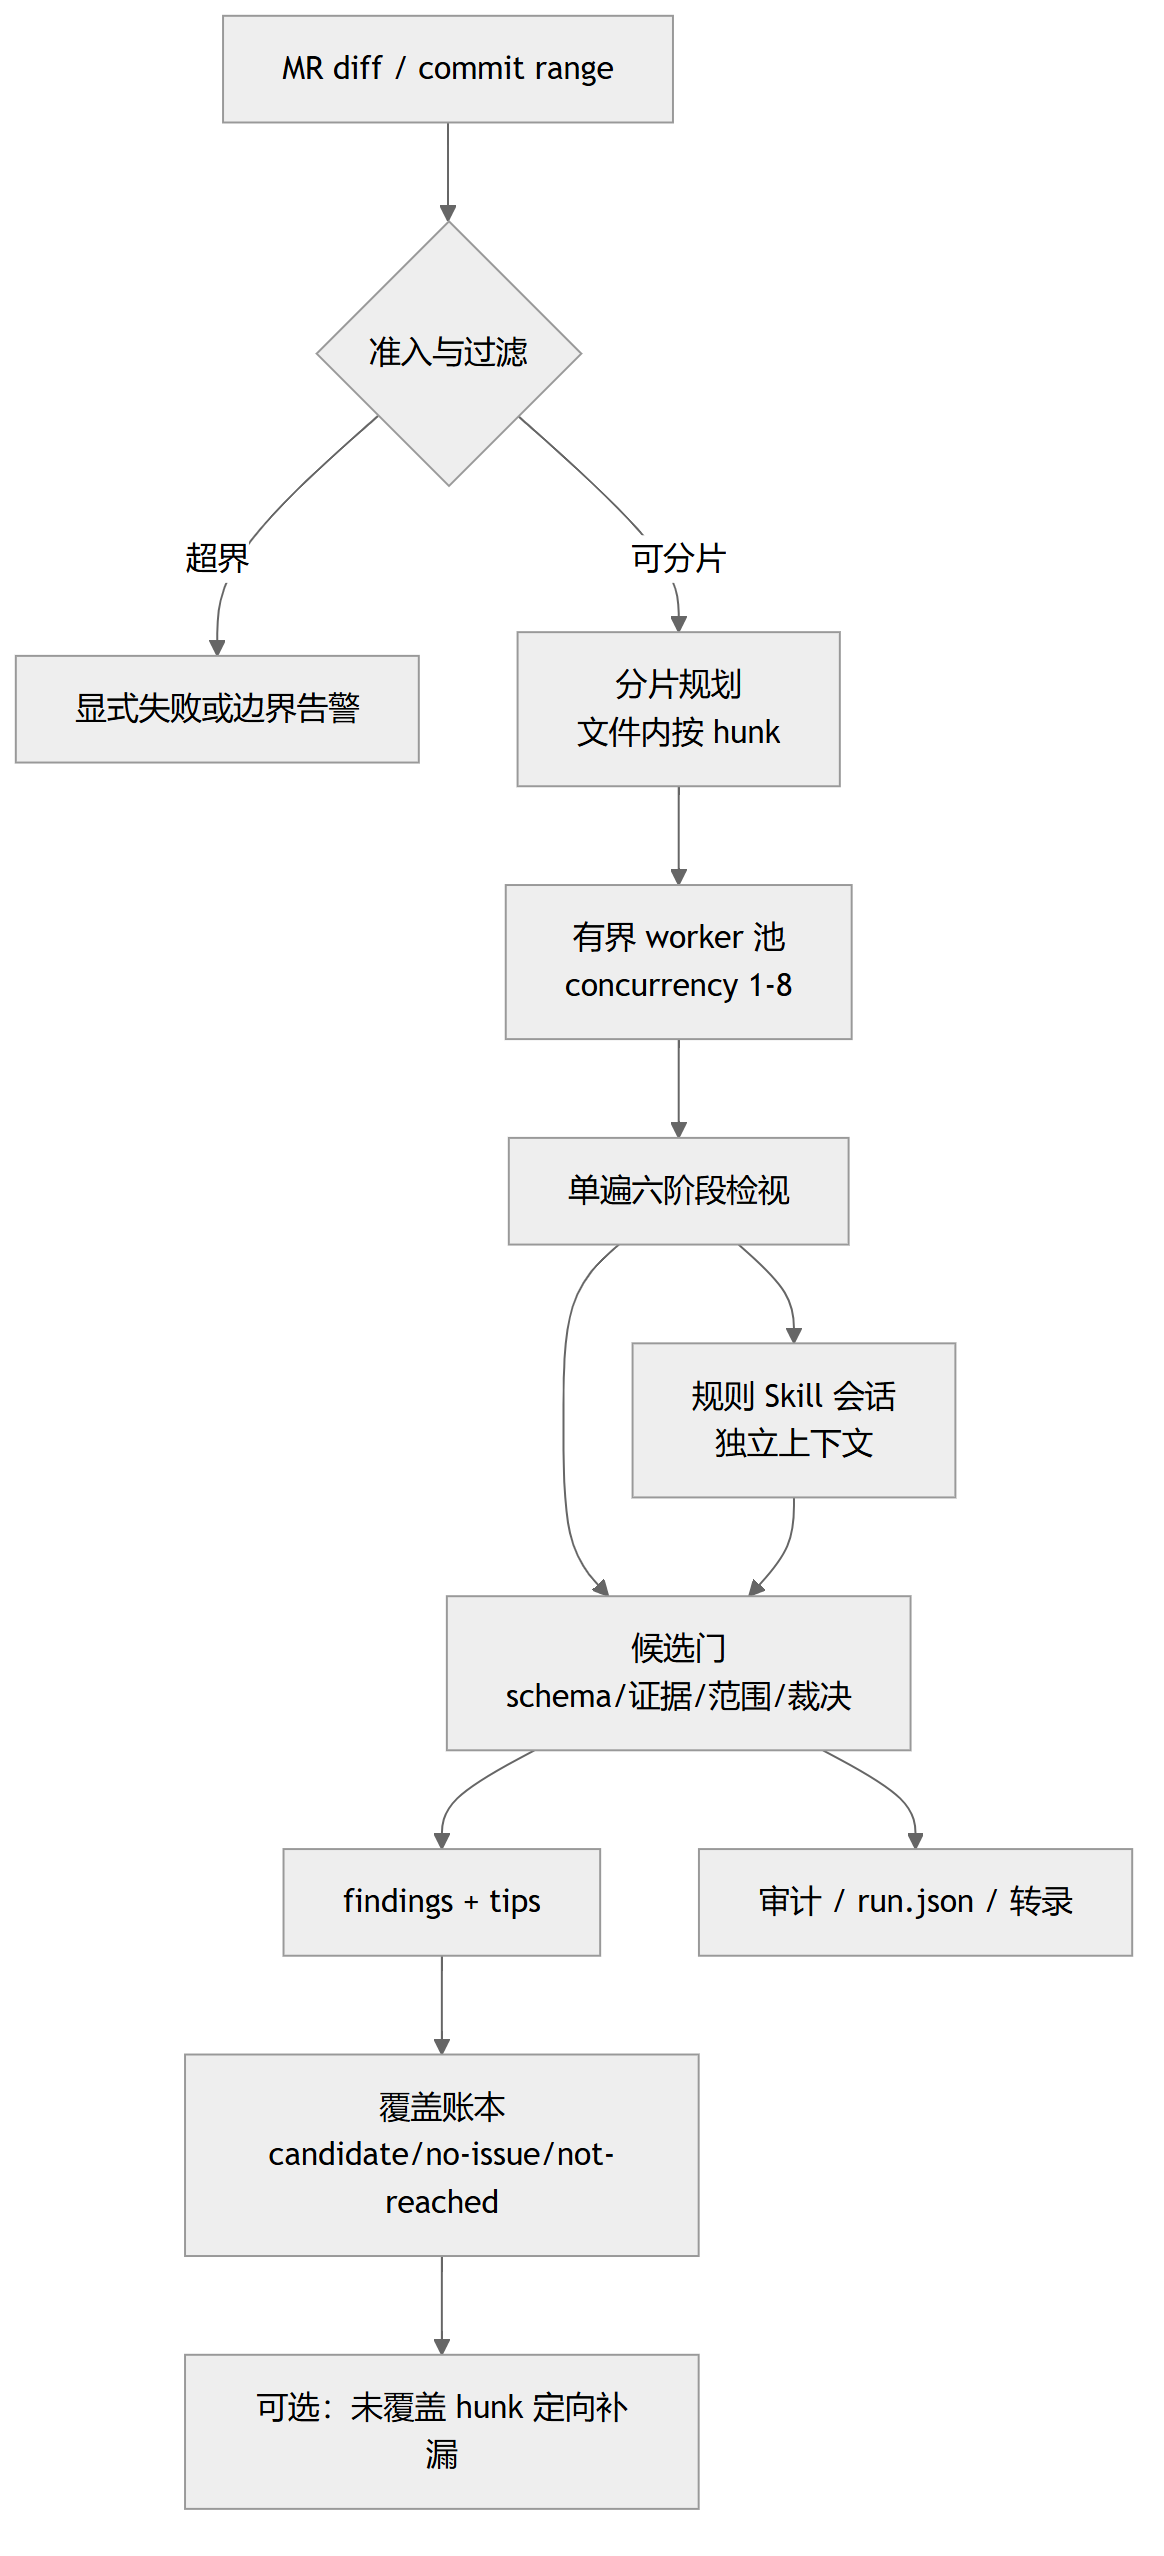 MR diff / commit range
准入与过滤
超界
可分片
显式失败或边界告警
分片规划
文件内按 hunk
有界 worker 池
concurrency 1-8
单遍六阶段检视
规则 Skill 会话
独立上下文
候选门
schema/证据/范围/裁决
findings + tips
审计 / run.json / 转录
覆盖账本
candidate/no-issue/not-
reached
可选：未覆盖 hunk 定向补
漏